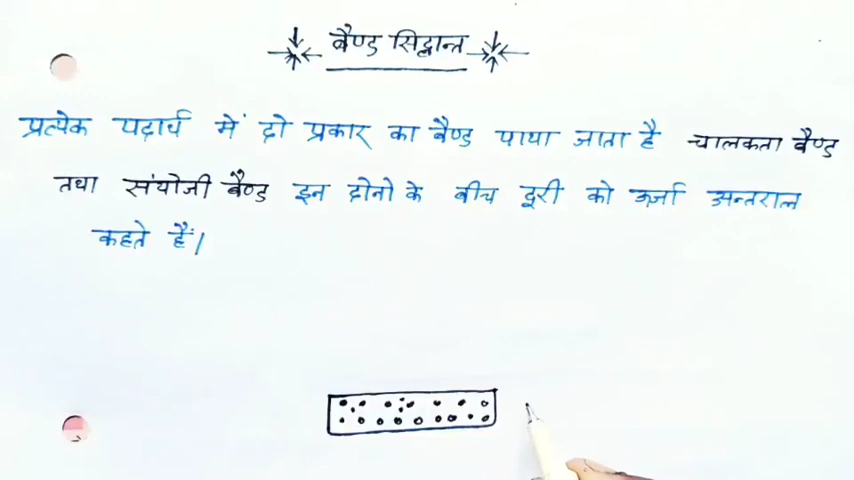 बैण्ड सिद्धान्त
प्रत्येक पदार्थ में दो प्रकार का बैण्ड पाया जाता है चालकता बैण्ड
तथा संयोजी बैण्ड इन दोनो के बीच दूरी को ऊर्जा अन्तराल
कहते हैं।